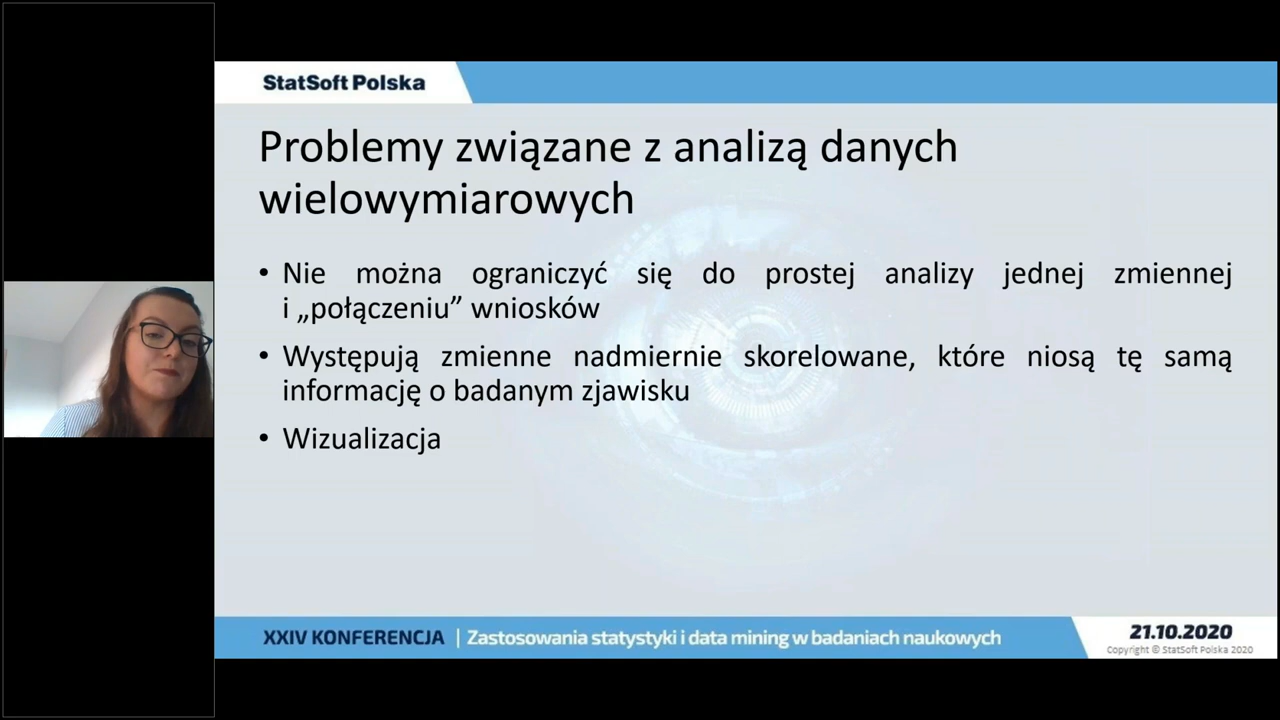 StatSoft Polska
Problemy związane z analizą danych
wielowymiarowych
• Nie można ograniczyć się do prostej analizy jednej zmiennej
i „połączeniu” wniosków
• Występują zmienne nadmiernie skorelowane, które niosą tę samą
informację o badanym zjawisku
• Wizualizacja
XXIV KONFERENCJA | Zastosowania statystyki i data mining w badaniach naukowych
21.10.2020
Copyright © StatSoft Polska 2020